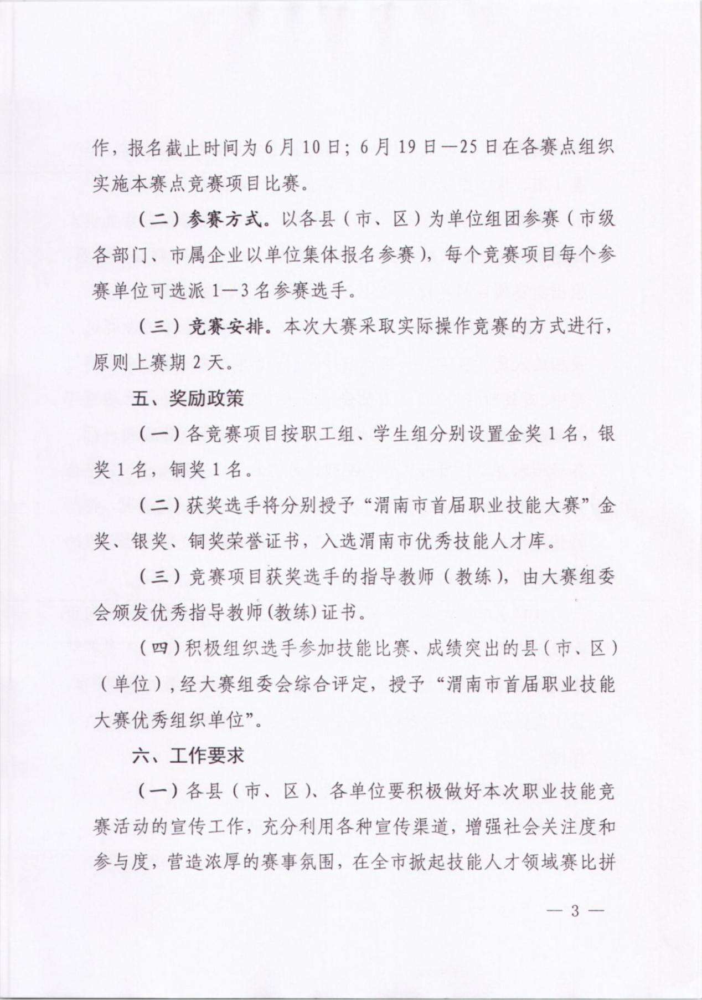 作，报名截止时间为6月10日；6月19日—25日在各赛点组织
实施本赛点竞赛项目比赛。
（二）参赛方式。以各县（市、区）为单位组团参赛（市级
各部门、市属企业以单位集体报名参赛），每个竞赛项目每个参
赛单位可选派1—3名参赛选手。
（三）竞赛安排。本次大赛采取实际操作竞赛的方式进行，
原则上赛期2天。
五、奖励政策
（一）各竞赛项目按职工组、学生组分别设置金奖1名，银
奖1名，铜奖1名。
（二）获奖选手将分别授予“渭南市首届职业技能大赛”金
奖、银奖、铜奖荣誉证书，入选渭南市优秀技能人才库。
（三）竞赛项目获奖选手的指导教师（教练），由大赛组委
会颁发优秀指导教师(教练)证书。
（四）积极组织选手参加技能比赛、成绩突出的县（市、区）
（单位）,经大赛组委会综合评定，授予“渭南市首届职业技能
大赛优秀组织单位”。
六、工作要求
（一）各县（市、区）、各单位要积极做好本次职业技能竞
赛活动的宣传工作，充分利用各种宣传渠道，增强社会关注度和
参与度，营造浓厚的赛事氛围，在全市掀起技能人才领域赛比拼
— 3 —